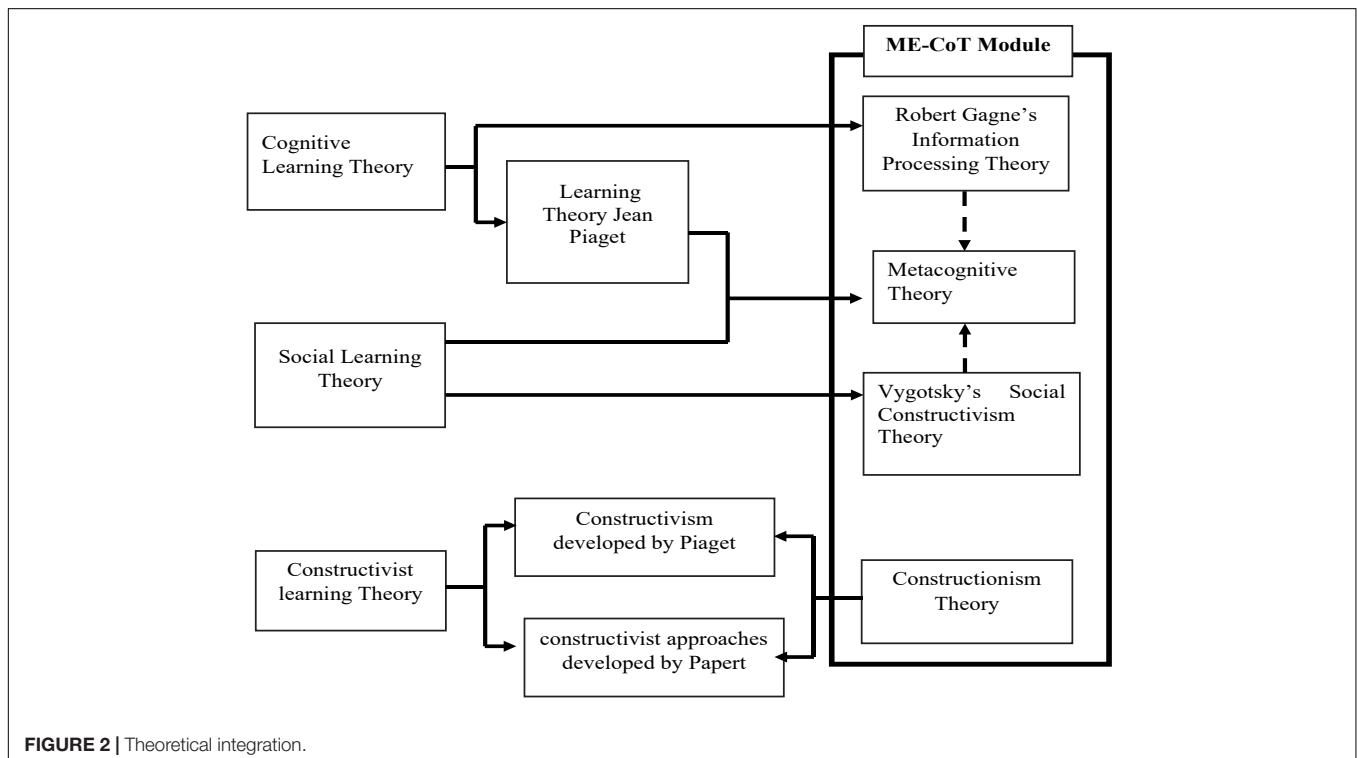 ME-CoT Module
Robert Gagne's
Information
Processing Theory
Cognitive
Learning Theory
Learning
Theory Jean
Piaget
Metacognitive
Theory
Social Learning
Theory
Vygotsky's Social
Constructivism
Theory
Constructivism
developed by Piaget
Constructivist
learning Theory
Constructionism
Theory
constructivist approaches
developed by Papert
FIGURE 2 | Theoretical integration.